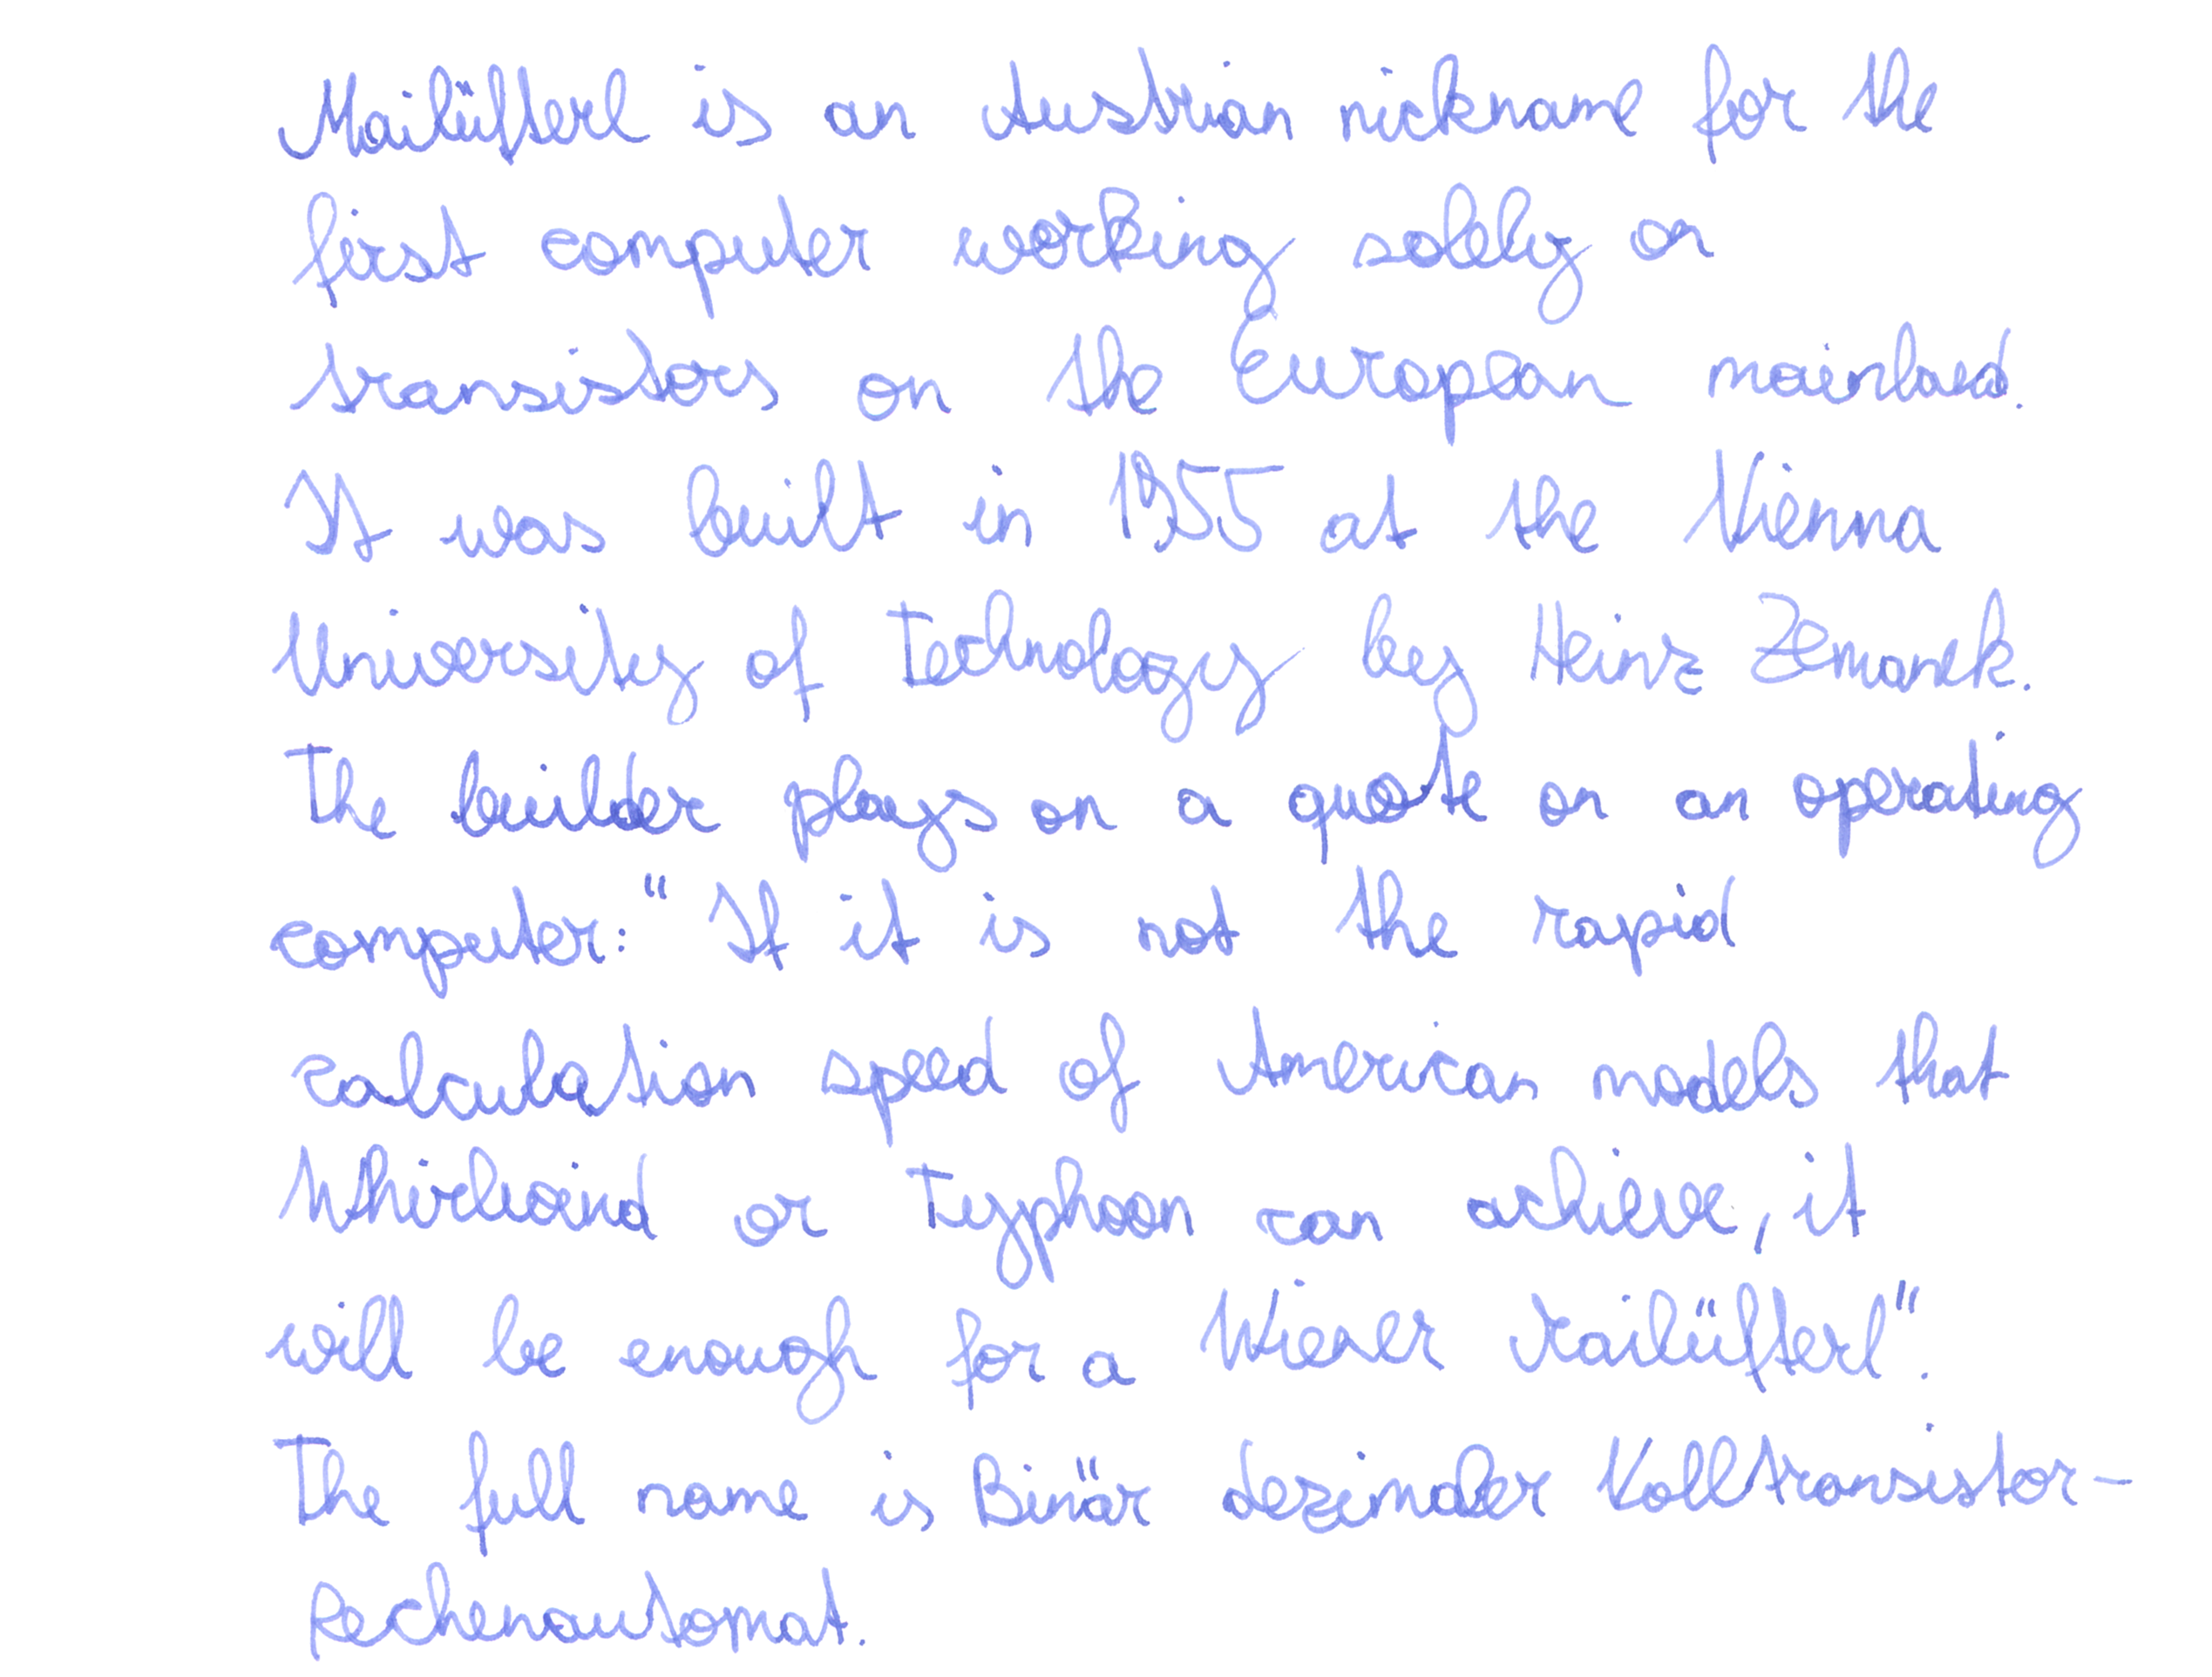 Mailüfterl is an Austrian nickname for the
first computer working solely on
transistors on the European mainland.
It was built in 1955 at the Vienna
University of Technology by Heinz Zemanek.
The builder plays on a quote on an operating
computer: "If it is not the rapid
calculation speed of American models that
Whirlwind or Typhoon can achieve, it
will be enough for a Wiener Mailüfterl".
The full name is Binär dezimaler Volltransistor-
Rechenautomat.